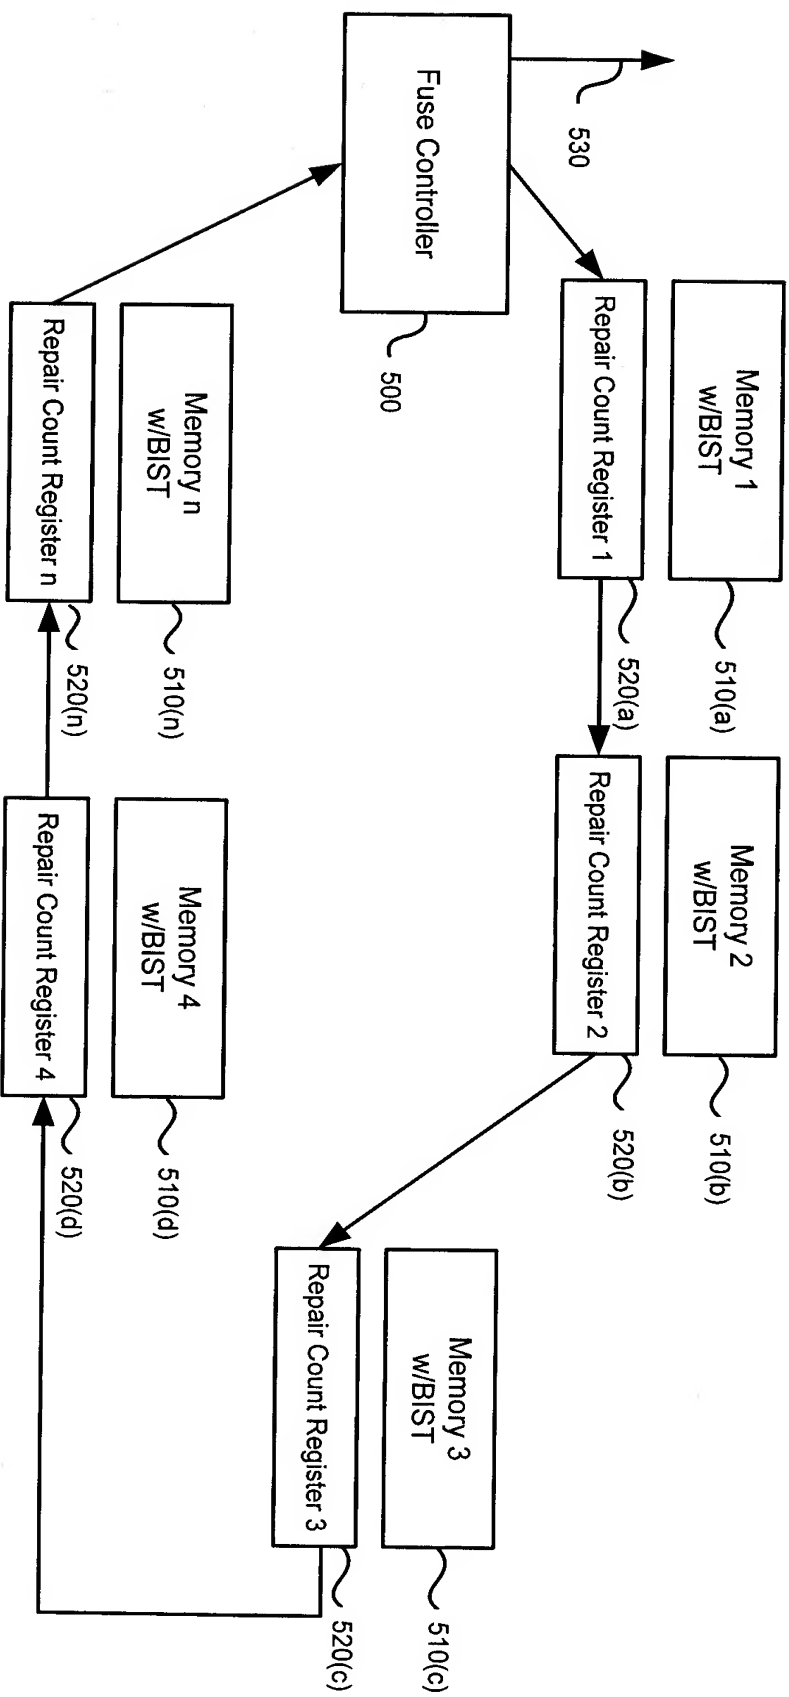 530
Fuse Controller
500
Memory 1
w/BIST
510(a)
Repair Count Register 1
520(a)
Memory 2
w/BIST
510(b)
Repair Count Register 2
520(b)
Memory 3
w/BIST
510(c)
Repair Count Register 3
520(c)
Memory n
w/BIST
510(n)
Repair Count Register n
520(n)
Memory 4
w/BIST
510(d)
Repair Count Register 4
520(d)